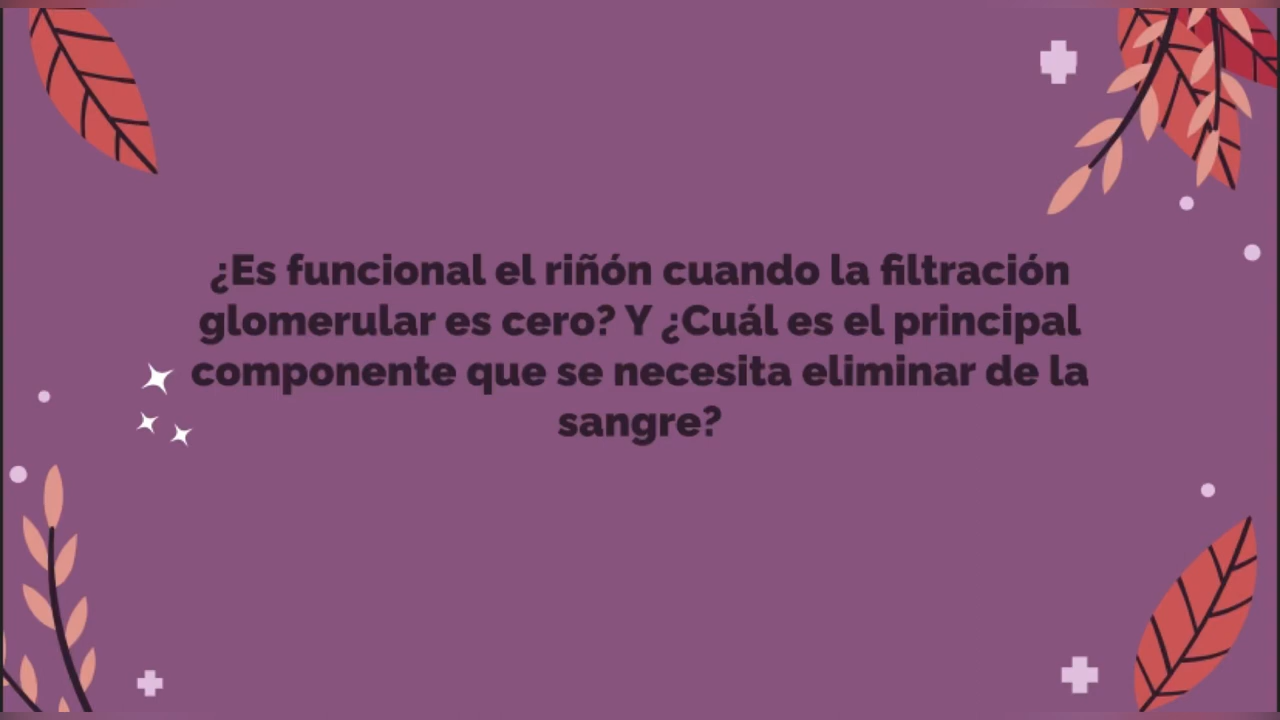 ¿Es funcional el riñón cuando la filtración
glomerular es cero? Y ¿Cuál es el principal
componente que se necesita eliminar de la
sangre?